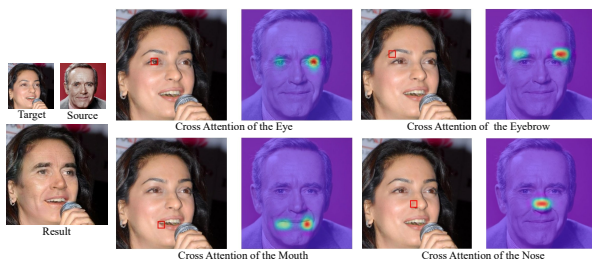 Target Source
Result
Cross Attention of the Eye
Cross Attention of  the Eyebrow
Cross Attention of the Mouth
Cross Attention of the Nose